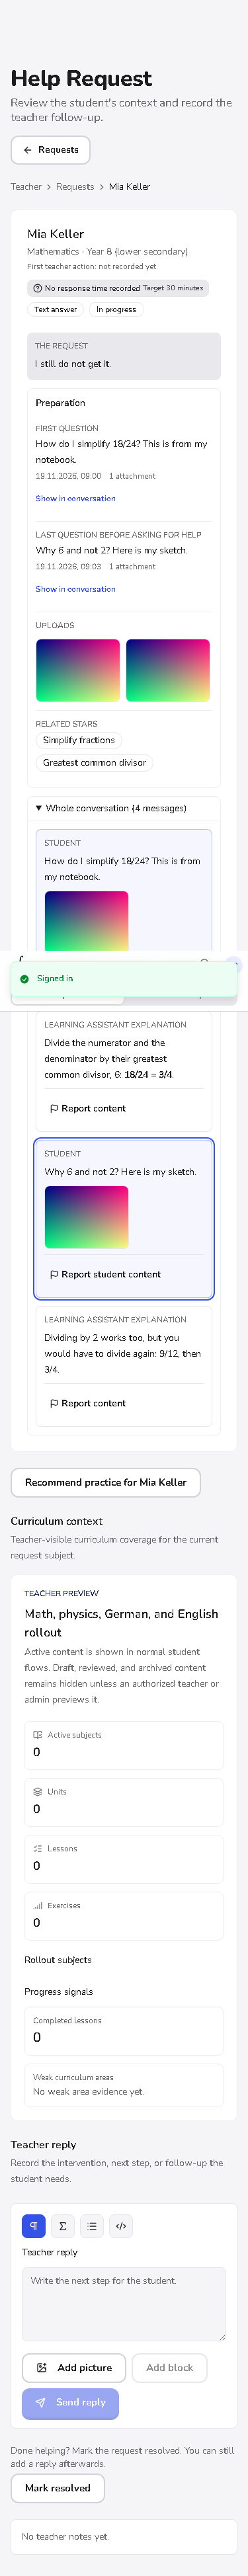 Help Request
Review the student's context and record the
teacher follow-up.
Requests
Teacher > Requests > Mia Keller
Mia Keller
Mathematics · Year 8 (lower secondary)
First teacher action: not recorded yet
No response time recorded Target 30 minutes
Text answer In progress
THE REQUEST
I still do not get it.
Preparation
FIRST QUESTION
How do I simplify 18/24? This is from my
notebook.
19.11.2026, 09:00 1 attachment
Show in conversation
LAST QUESTION BEFORE ASKING FOR HELP
Why 6 and not 2? Here is my sketch.
19.11.2026, 09:03 1 attachment
Show in conversation
UPLOADS
RELATED STARS
Simplify fractions
Greatest common divisor
Whole conversation (4 messages)
STUDENT
How do I simplify 18/24? This is from
my notebook.
Signed in
LEARNING ASSISTANT EXPLANATION
Divide the numerator and the
denominator by their greatest
common divisor, 6: 18/24 = 3/4.
Report content
STUDENT
Why 6 and not 2? Here is my sketch.
Report student content
LEARNING ASSISTANT EXPLANATION
Dividing by 2 works too, but you
would have to divide again: 9/12, then
3/4.
Report content
Recommend practice for Mia Keller
Curriculum context
Teacher-visible curriculum coverage for the current
request subject.
TEACHER PREVIEW
Math, physics, German, and English
rollout
Active content is shown in normal student
flows. Draft, reviewed, and archived content
remains hidden unless an authorized teacher or
admin previews it.
Active subjects
0
Units
0
Lessons
0
Exercises
0
Rollout subjects
Progress signals
Completed lessons
0
Weak curriculum areas
No weak area evidence yet.
Teacher reply
Record the intervention, next step, or follow-up the
student needs.
Teacher reply
Write the next step for the student.
Add picture Add block
Send reply
Done helping? Mark the request resolved. You can still
add a reply afterwards.
Mark resolved
No teacher notes yet.